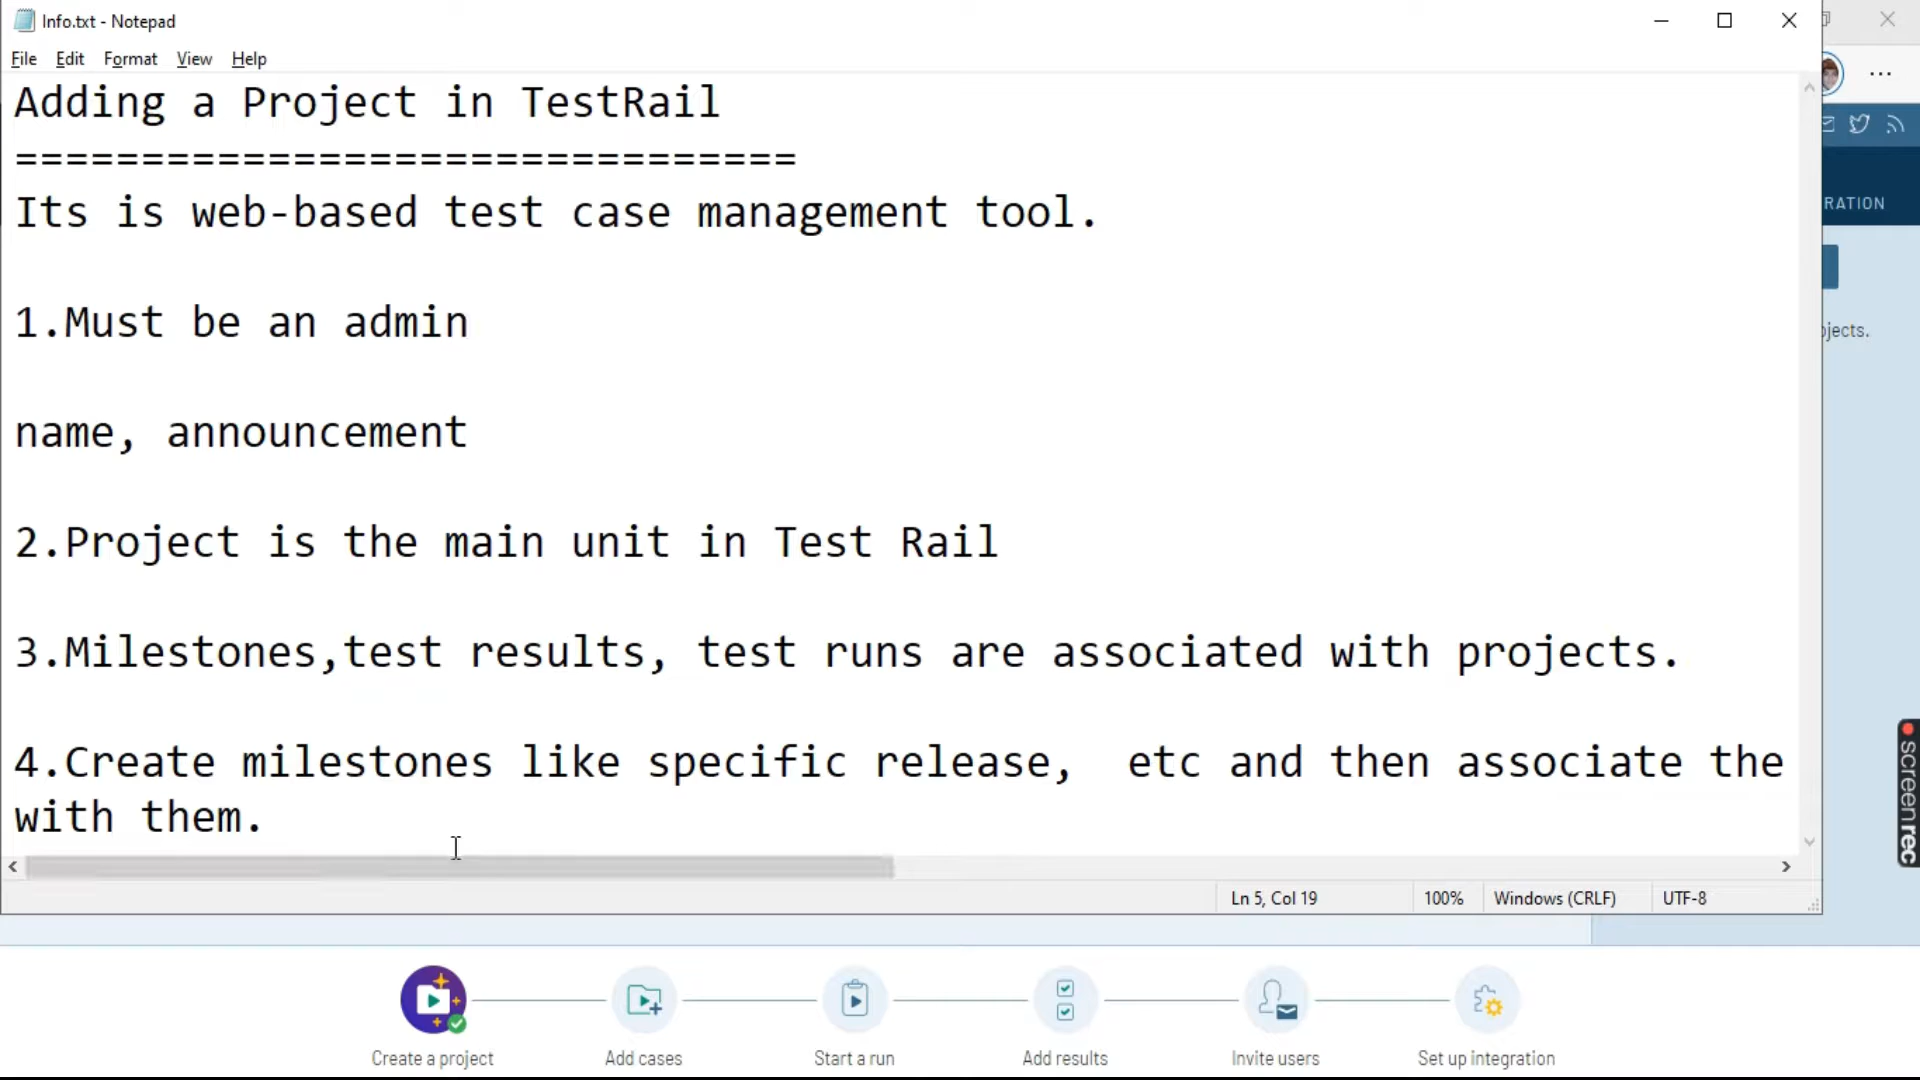 Info.txt - Notepad
File Edit Format View Help
Adding a Project in TestRail
===============================
Its is web-based test case management tool.
1.Must be an admin
name, announcement
2.Project is the main unit in Test Rail
3.Milestones,test results, test runs are associated with projects.
4.Create milestones like specific release,  etc and then associate the
with them.
Ln 5, Col 19 100% Windows (CRLF) UTF-8
RATION
jects.
screenrec
Create a project Add cases Start a run Add results Invite users Set up integration